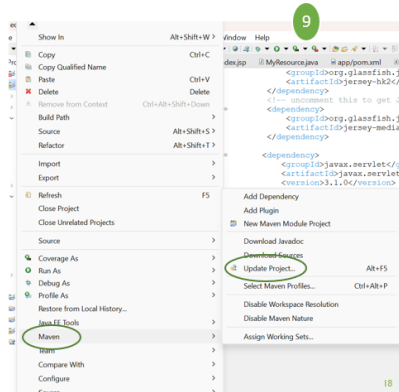 9
Window Help
dex.jsp MyResource.java app/pom.xml
<groupId>org.glassfish.j
<artifactId>jersey-hk2</
</dependency>
<!-- uncomment this to get J
<dependency>
<groupId>org.glassfish.j
<artifactId>jersey-media
</dependency>
<dependency>
<groupId>javax.servlet</g
<artifactId>javax.servlet
<version>3.1.0</version>
Show In Alt+Shift+W >
Copy Ctrl+C
Copy Qualified Name
Paste Ctrl+V
Delete Delete
Remove from Context Ctrl+Alt+Shift+Down
Build Path >
Source Alt+Shift+S >
Refactor Alt+Shift+T >
Import >
Export >
Refresh F5
Close Project
Close Unrelated Projects
Source >
Coverage As >
Run As >
Debug As >
Profile As >
Restore from Local History...
Java EE Tools >
Maven >
Team >
Compare With >
Configure >
Source >
Add Dependency
Add Plugin
New Maven Module Project
Download Javadoc
Download Sources
Update Project... Alt+F5
Select Maven Profiles... Ctrl+Alt+P
Disable Workspace Resolution
Disable Maven Nature
Assign Working Sets...
18